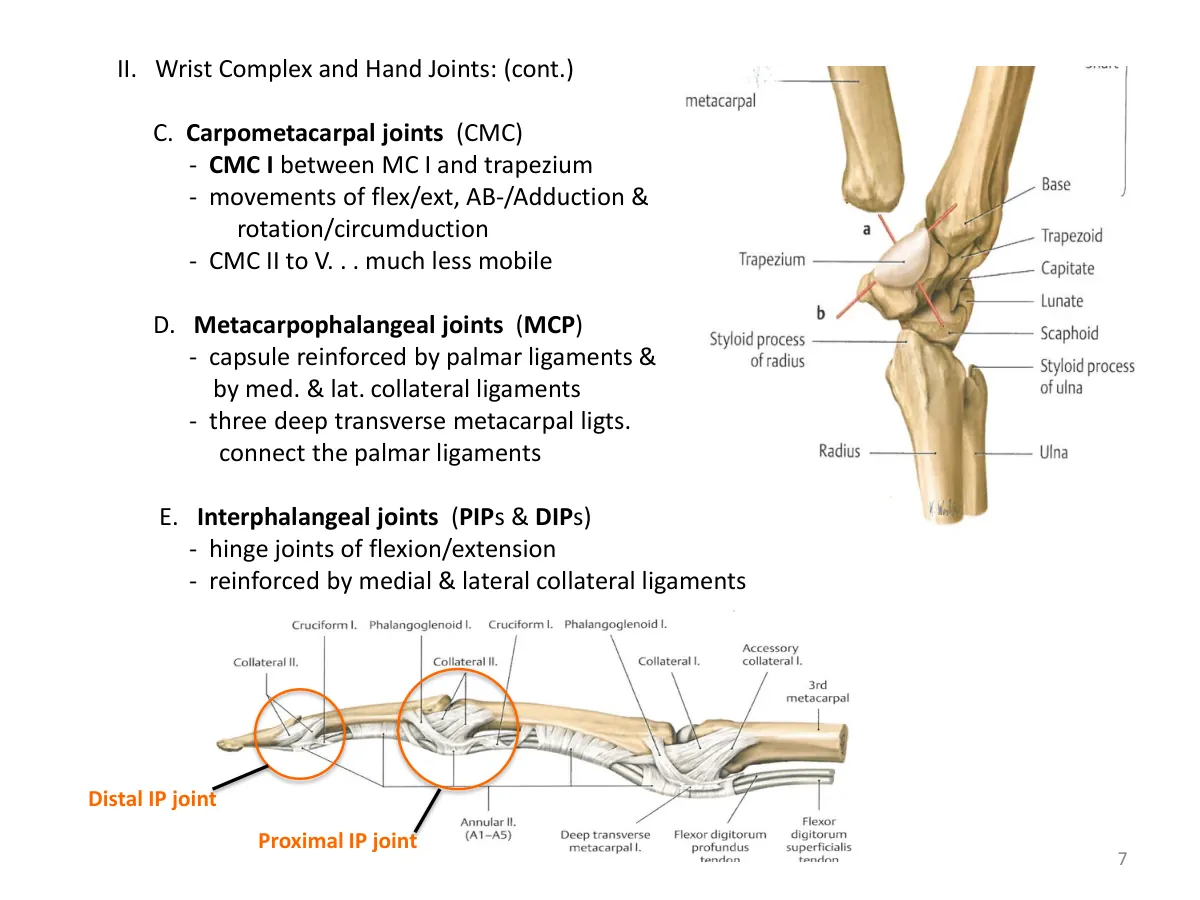 II. Wrist Complex and Hand Joints: (cont.)
C. Carpometacarpal joints (CMC)
- CMC I between MC I and trapezium
- movements of flex/ext, AB-/Adduction &
rotation/circumduction
- CMC II to V. . . much less mobile
D. Metacarpophalangeal joints (MCP)
- capsule reinforced by palmar ligaments &
by med. & lat. collateral ligaments
- three deep transverse metacarpal ligts.
connect the palmar ligaments
E. Interphalangeal joints (PIPs & DIPs)
- hinge joints of flexion/extension
- reinforced by medial & lateral collateral ligaments
metacarpal
Base
a
Trapezoid
Trapezium
Capitate
Lunate
b
Scaphoid
Styloid process
of radius
Styloid process
of ulna
Radius
Ulna
Cruciform l.
Phalangoglenoid l.
Cruciform l.
Phalangoglenoid l.
Collateral ll.
Collateral ll.
Collateral l.
Accessory
collateral l.
3rd
metacarpal
Distal IP joint
Proximal IP joint
Annular ll.
(A1–A5)
Deep transverse
metacarpal l.
Flexor digitorum
profundus
tendon
Flexor
digitorum
superficialis
tendon
7